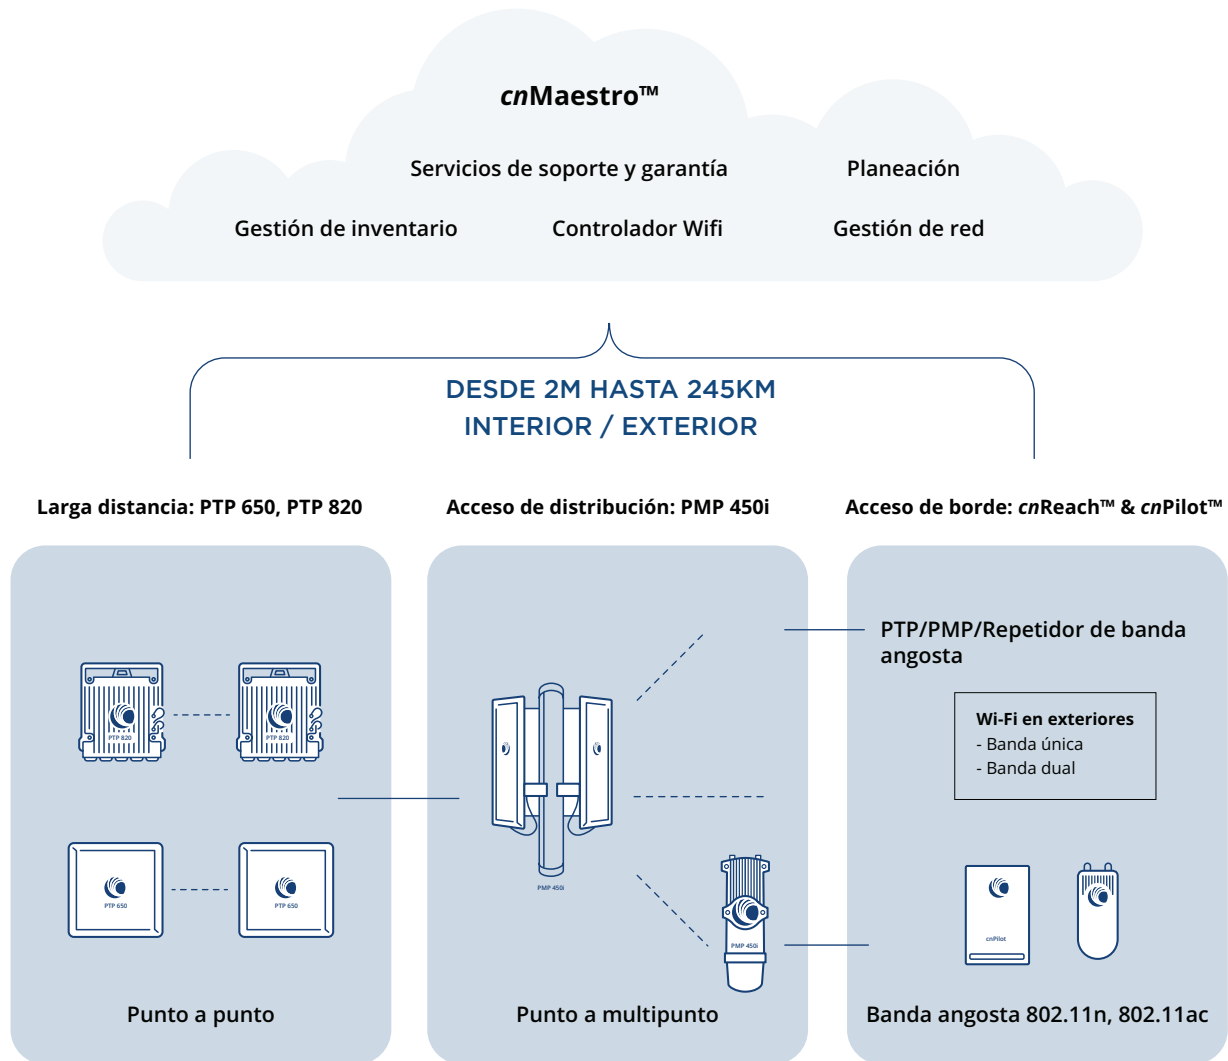 cnMaestro™
Servicios de soporte y garantía
Planeación
Gestión de inventario
Controlador Wifi
Gestión de red
DESDE 2M HASTA 245KM
INTERIOR / EXTERIOR
Larga distancia: PTP 650, PTP 820
Acceso de distribución: PMP 450i
Acceso de borde: cnReach™ & cnPilot™
PTP 820
PTP 820
PTP 650
PTP 650
Punto a punto
PMP 450i
PMP 450i
Punto a multipunto
PTP/PMP/Repetidor de banda
angosta
Wi-Fi en exteriores
- Banda única
- Banda dual
cnPilot
Banda angosta 802.11n, 802.11ac